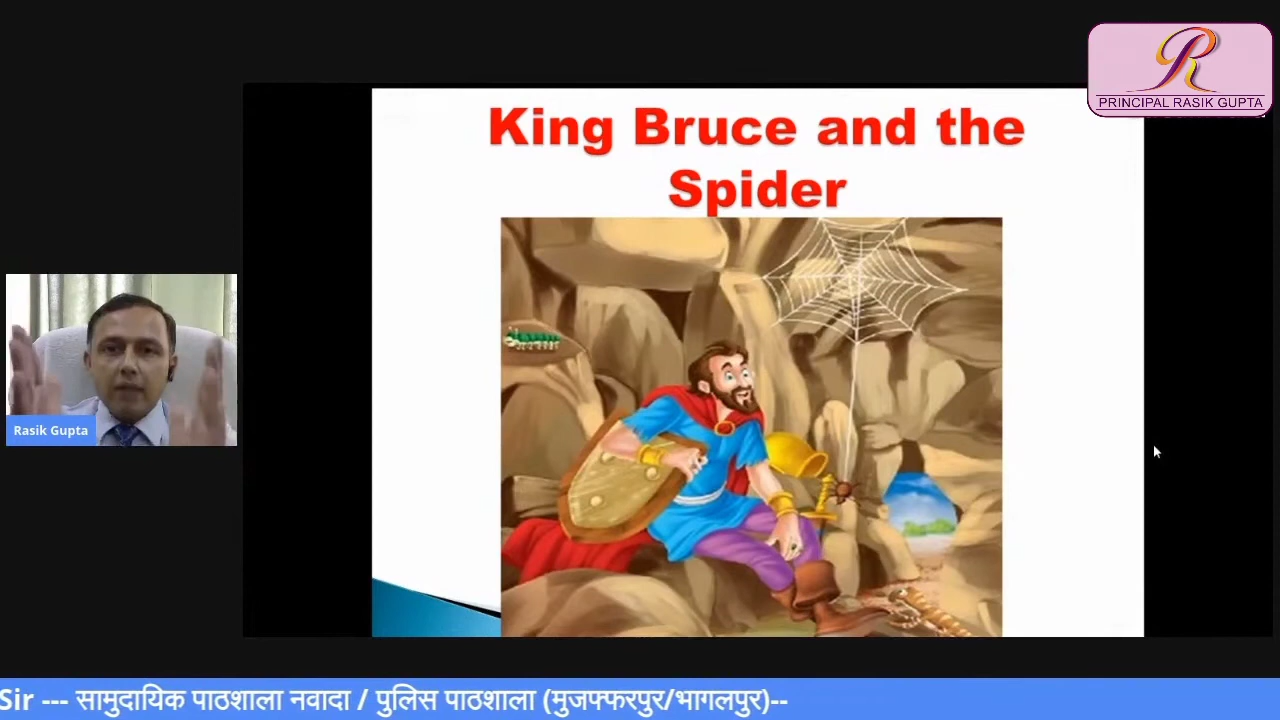 PRINCIPAL RASIK GUPTA
King Bruce and the
Spider
Rasik Gupta
Sir --- सामुदायिक पाठशाला नवादा / पुलिस पाठशाला (मुजफ्फरपुर/भागलपुर)--